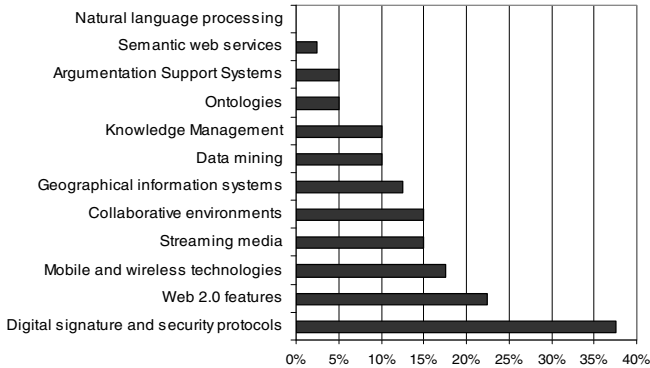 Natural language processing
Semantic web services
Argumentation Support Systems
Ontologies
Knowledge Management
Data mining
Geographical information systems
Collaborative environments
Streaming media
Mobile and wireless technologies
Web 2.0 features
Digital signature and security protocols
0% 5% 10% 15% 20% 25% 30% 35% 40%